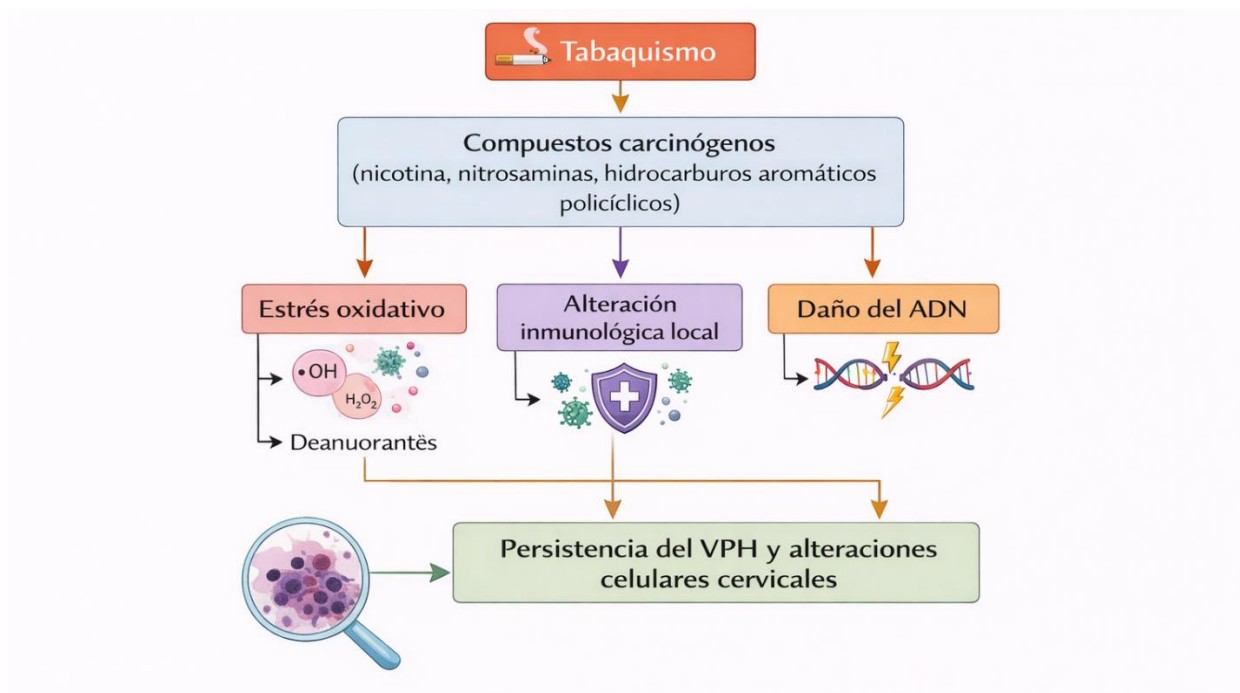 Tabaquismo
Compuestos carcinógenos
(nicotina, nitrosaminas, hidrocarburos aromáticos
policíclicos)
Estrés oxidativo
Alteración
inmunológica local
Daño del ADN
•OH
H₂O₂
Deanuorantës
Persistencia del VPH y alteraciones
celulares cervicales